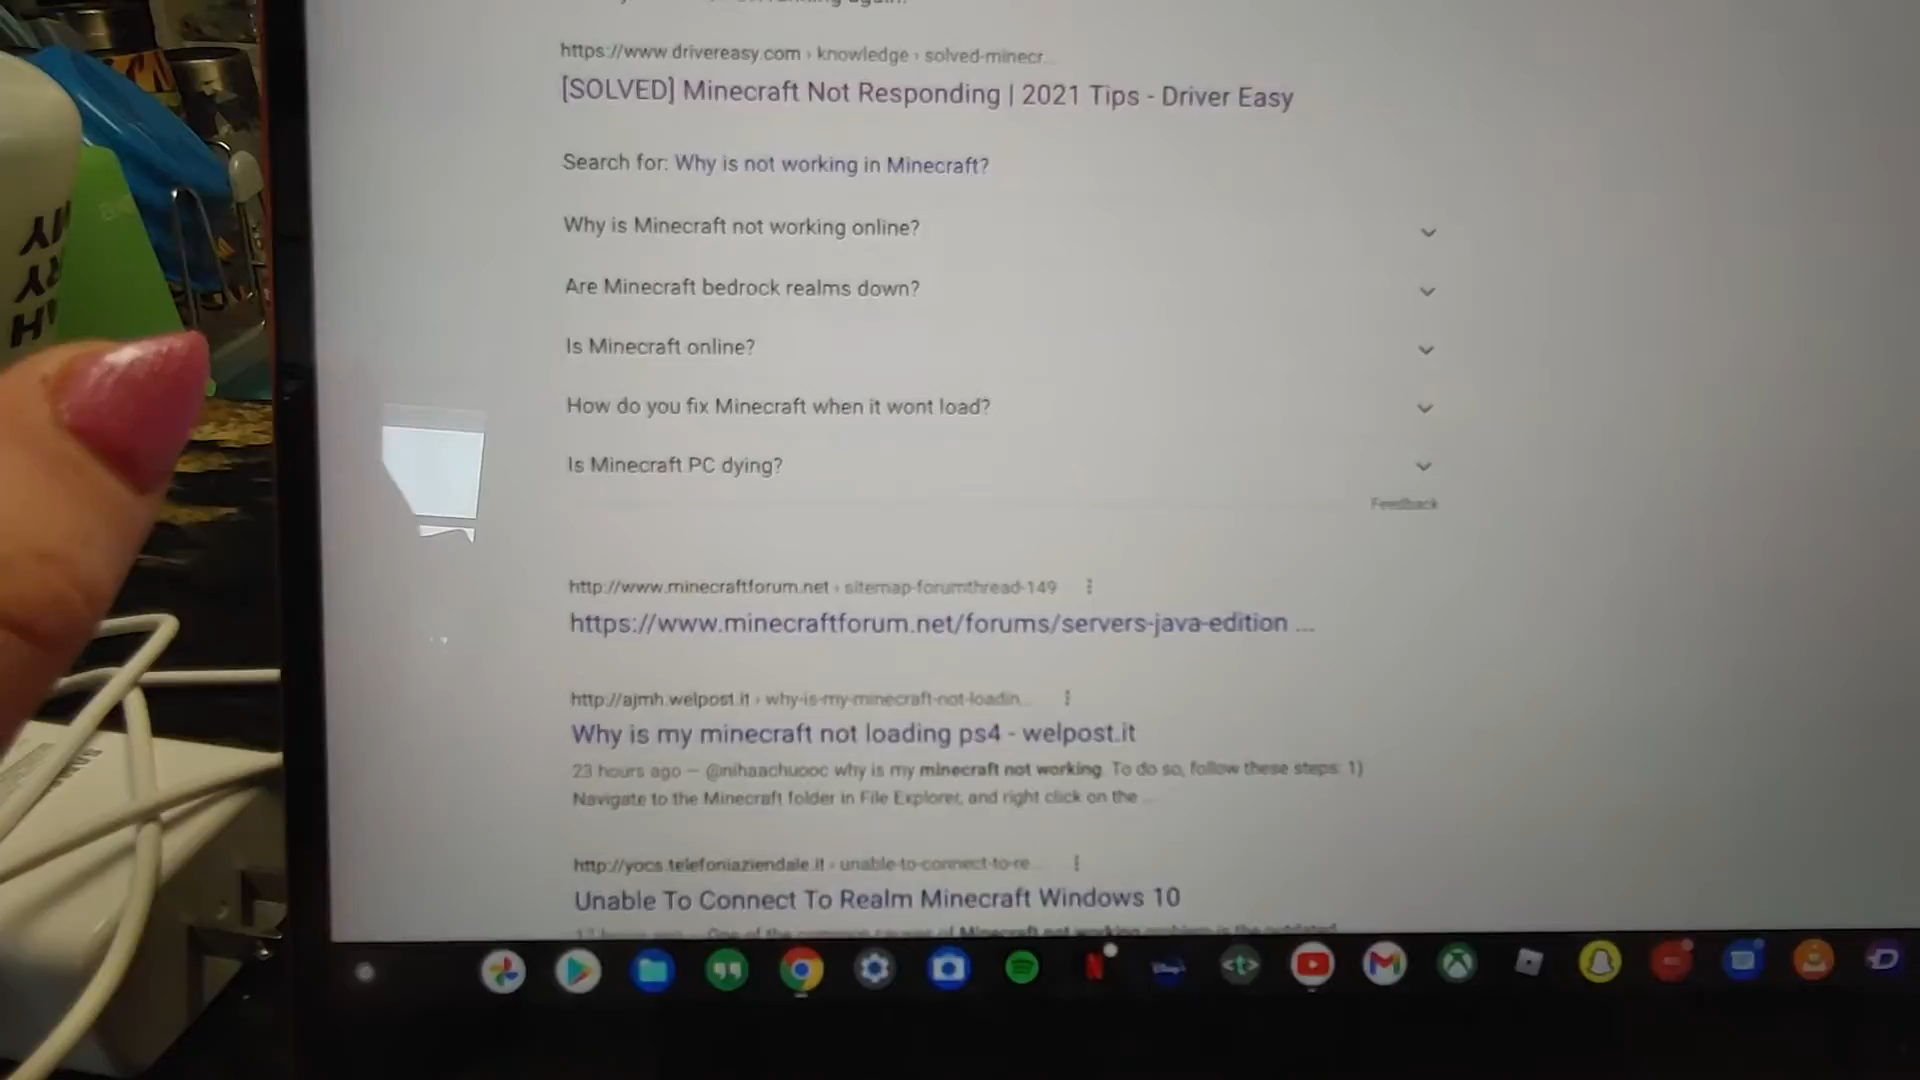 https://www.drivereasy.com › knowledge › solved-minecr...
[SOLVED] Minecraft Not Responding | 2021 Tips - Driver Easy
Search for: Why is not working in Minecraft?
Why is Minecraft not working online?
Are Minecraft bedrock realms down?
Is Minecraft online?
How do you fix Minecraft when it wont load?
Is Minecraft PC dying?
Feedback
http://www.minecraftforum.net › sitemap-forumthread-149
https://www.minecraftforum.net/forums/servers-java-edition ...
http://ajmh.welpost.it › why-is-my-minecraft-not-loadin...
Why is my minecraft not loading ps4 - welpost.it
23 hours ago — @nihaachuooc why is my minecraft not working. To do so, follow these steps: 1)
Navigate to the Minecraft folder in File Explorer, and right click on the ...
http://yocs.telefoniaziendale.it › unable-to-connect-to-re...
Unable To Connect To Realm Minecraft Windows 10